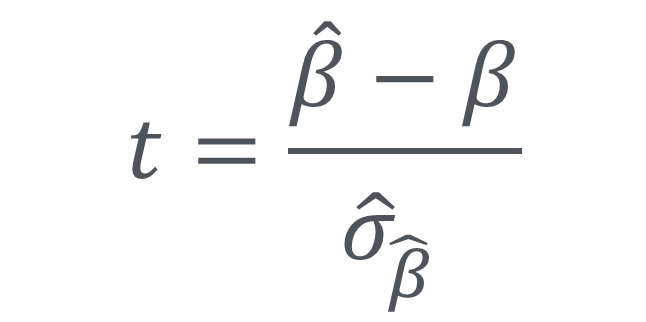 t = (β̂ − β) / σ̂_β̂